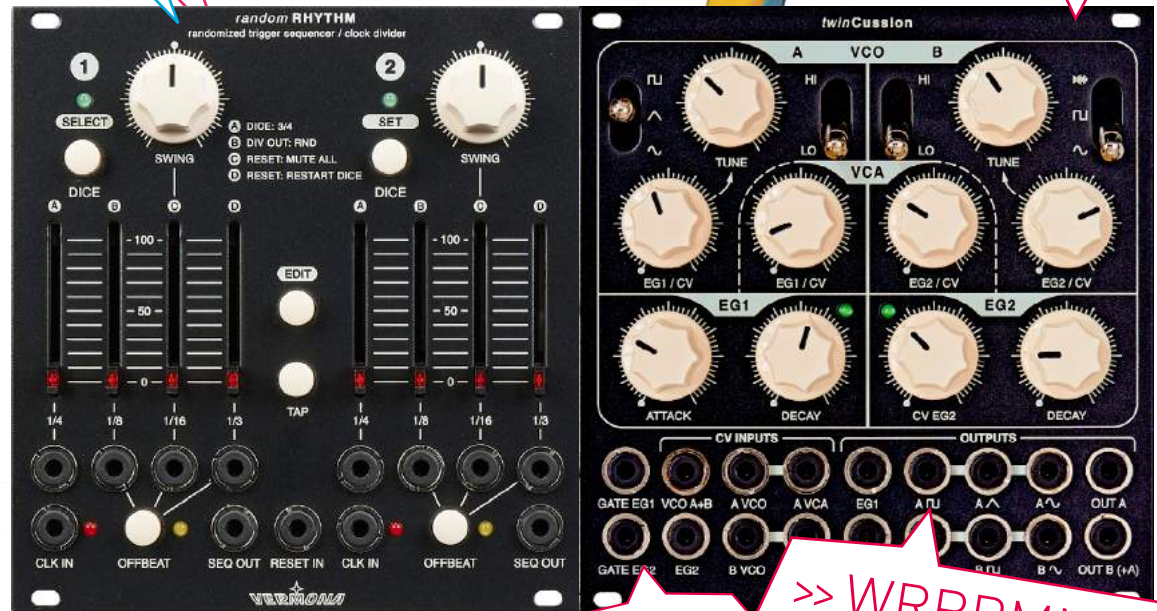 random RHYTHM
randomized trigger sequencer / clock divider
1
2
SELECT
SET
A DICE: 3/4
B DIV OUT: RND
C RESET: MUTE ALL
D RESET: RESTART DICE
SWING
SWING
DICE
DICE
A B C D
A B C D
- 100 -
- 100 -
EDIT
- 50 -
- 50 -
- 0 -
- 0 -
TAP
1/4 1/8 1/16 1/3
1/4 1/8 1/16 1/3
CLK IN OFFBEAT SEQ OUT RESET IN CLK IN OFFBEAT SEQ OUT
VERMONA
twinCussion
A VCO B
HI HI
LO LO
TUNE TUNE
VCA
EG1 / CV EG1 / CV EG2 / CV EG2 / CV
EG1 EG2
ATTACK DECAY CV EG2 DECAY
CV INPUTS OUTPUTS
GATE EG1 VCO A+B A VCO A VCA EG1 A A A OUT A
GATE EG2 EG2 B VCO B B OUT B (+A)